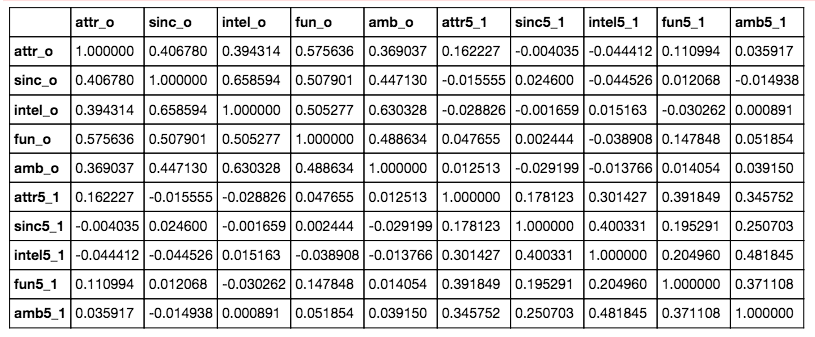 attr_o sinc_o intel_o fun_o amb_o attr5_1 sinc5_1 intel5_1 fun5_1 amb5_1
attr_o 1.000000 0.406780 0.394314 0.575636 0.369037 0.162227 -0.004035 -0.044412 0.110994 0.035917
sinc_o 0.406780 1.000000 0.658594 0.507901 0.447130 -0.015555 0.024600 -0.044526 0.012068 -0.014938
intel_o 0.394314 0.658594 1.000000 0.505277 0.630328 -0.028826 -0.001659 0.015163 -0.030262 0.000891
fun_o 0.575636 0.507901 0.505277 1.000000 0.488634 0.047655 0.002444 -0.038908 0.147848 0.051854
amb_o 0.369037 0.447130 0.630328 0.488634 1.000000 0.012513 -0.029199 -0.013766 0.014054 0.039150
attr5_1 0.162227 -0.015555 -0.028826 0.047655 0.012513 1.000000 0.178123 0.301427 0.391849 0.345752
sinc5_1 -0.004035 0.024600 -0.001659 0.002444 -0.029199 0.178123 1.000000 0.400331 0.195291 0.250703
intel5_1 -0.044412 -0.044526 0.015163 -0.038908 -0.013766 0.301427 0.400331 1.000000 0.204960 0.481845
fun5_1 0.110994 0.012068 -0.030262 0.147848 0.014054 0.391849 0.195291 0.204960 1.000000 0.371108
amb5_1 0.035917 -0.014938 0.000891 0.051854 0.039150 0.345752 0.250703 0.481845 0.371108 1.000000